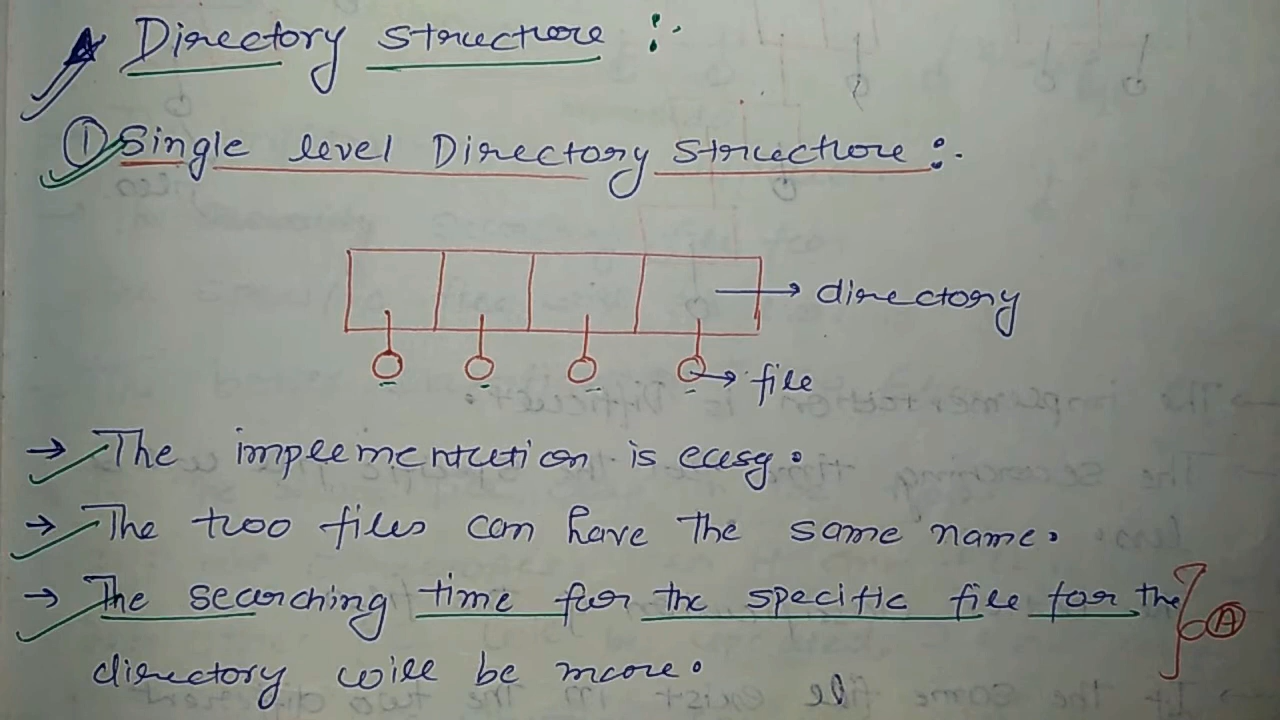 Directory structure :-
① Single level Directory structure :-
directory
file
→ The implementation is easy.
→ The two files can have the same name.
→ The searching time for the specific file for the
directory will be more.
Ⓐ